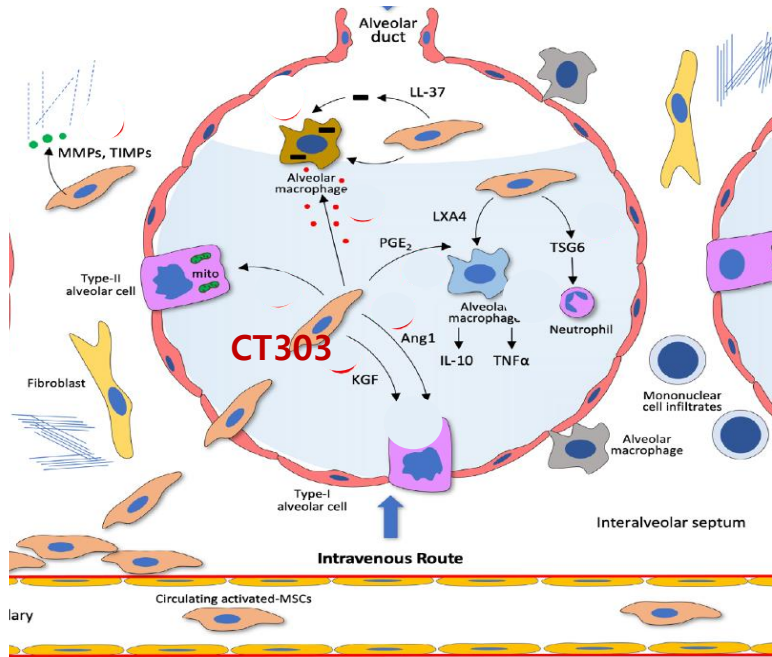 Alveolar
duct
LL-37
MMPs, TIMPs
Alveolar
macrophage
LXA4
PGE₂
TSG6
mito
Type-II
alveolar cell
Alveolar
macrophage
Neutrophil
CT303
Ang1
IL-10
TNFα
KGF
Fibroblast
Mononuclear
cell infiltrates
Alveolar
macrophage
Type-I
alveolar cell
Interalveolar septum
Intravenous Route
Circulating activated-MSCs
lary